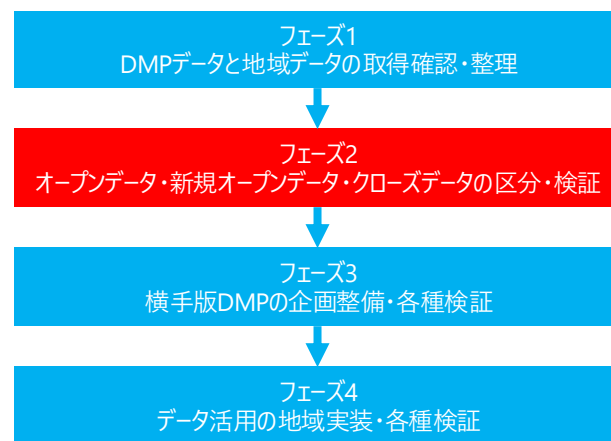 フェーズ1
DMPデータと地域データの取得確認・整理
フェーズ2
オープンデータ・新規オープンデータ・クローズデータの区分・検証
フェーズ3
横手版DMPの企画整備・各種検証
フェーズ4
データ活用の地域実装・各種検証